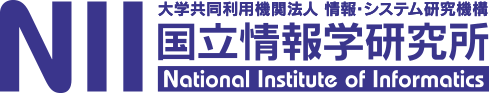 NII
大学共同利用機関法人 情報・システム研究機構
国立情報学研究所
National Institute of Informatics